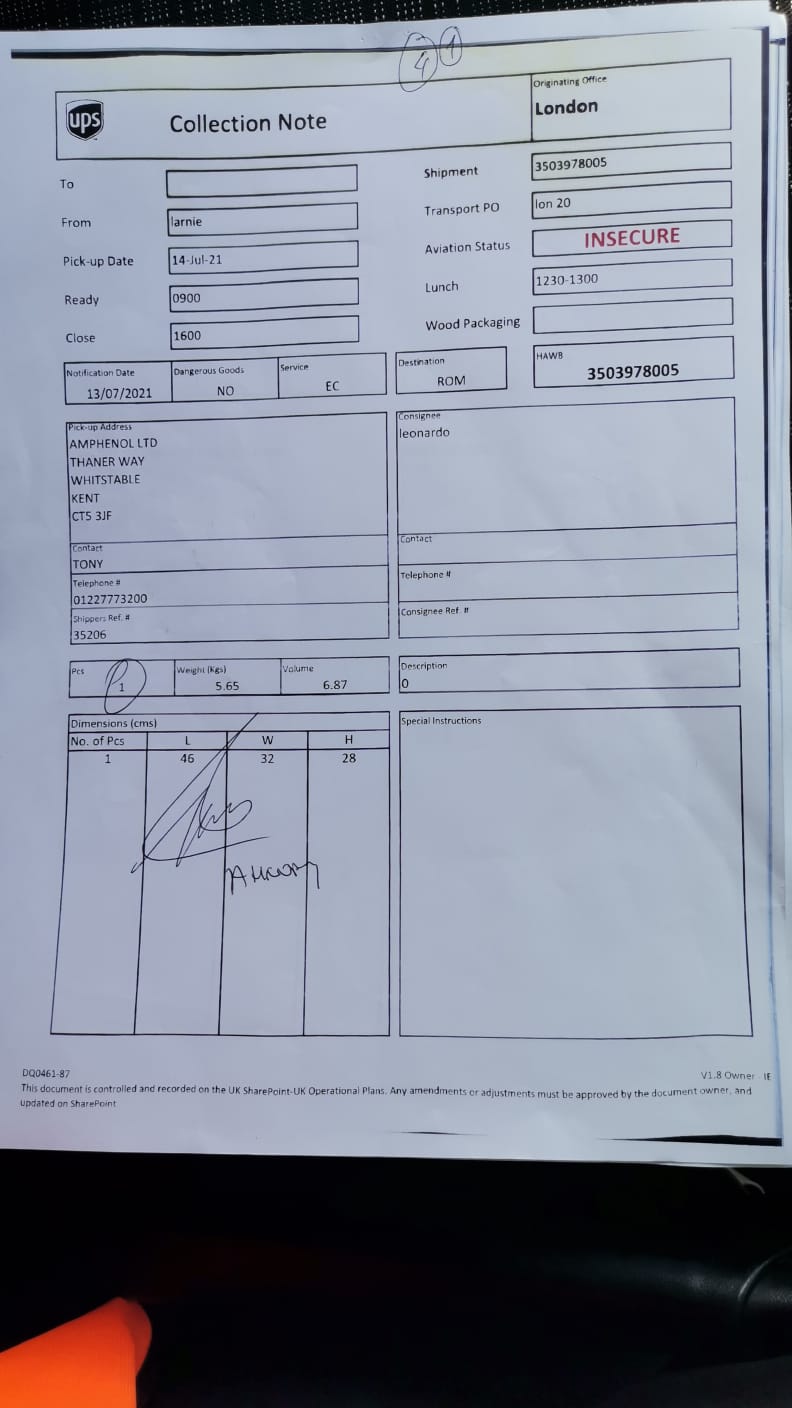 4 1
ups
Collection Note
Originating Office
London
To
From
larnie
Pick-up Date
14-Jul-21
Ready
0900
Close
1600
Shipment
3503978005
Transport PO
lon 20
Aviation Status
INSECURE
Lunch
1230-1300
Wood Packaging
Notification Date
13/07/2021
Dangerous Goods
NO
Service
EC
Destination
ROM
HAWB
3503978005
Pick-up Address
AMPHENOL LTD
THANER WAY
WHITSTABLE
KENT
CT5 3JF
Contact
TONY
Telephone #
01227773200
Shippers Ref. #
35206
Consignee
leonardo
Contact
Telephone #
Consignee Ref. #
Pcs
1
Weight (Kgs)
5.65
Volume
6.87
Description
0
Dimensions (cms)
No. of Pcs L W H
1 46 32 28
Special Instructions
DQ0461-87
V1.8 Owner - IE
This document is controlled and recorded on the UK SharePoint-UK Operational Plans. Any amendments or adjustments must be approved by the document owner, and
updated on SharePoint